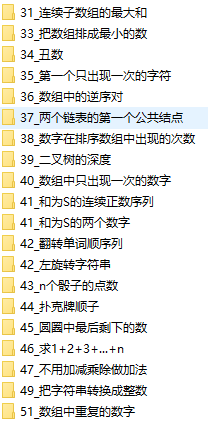 31_连续子数组的最大和
33_把数组排成最小的数
34_丑数
35_第一个只出现一次的字符
36_数组中的逆序对
37_两个链表的第一个公共结点
38_数字在排序数组中出现的次数
39_二叉树的深度
40_数组中只出现一次的数字
41_和为S的连续正数序列
41_和为S的两个数字
42_翻转单词顺序列
42_左旋转字符串
43_n个骰子的点数
44_扑克牌顺子
45_圆圈中最后剩下的数
46_求1+2+3+...+n
47_不用加减乘除做加法
49_把字符串转换成整数
51_数组中重复的数字